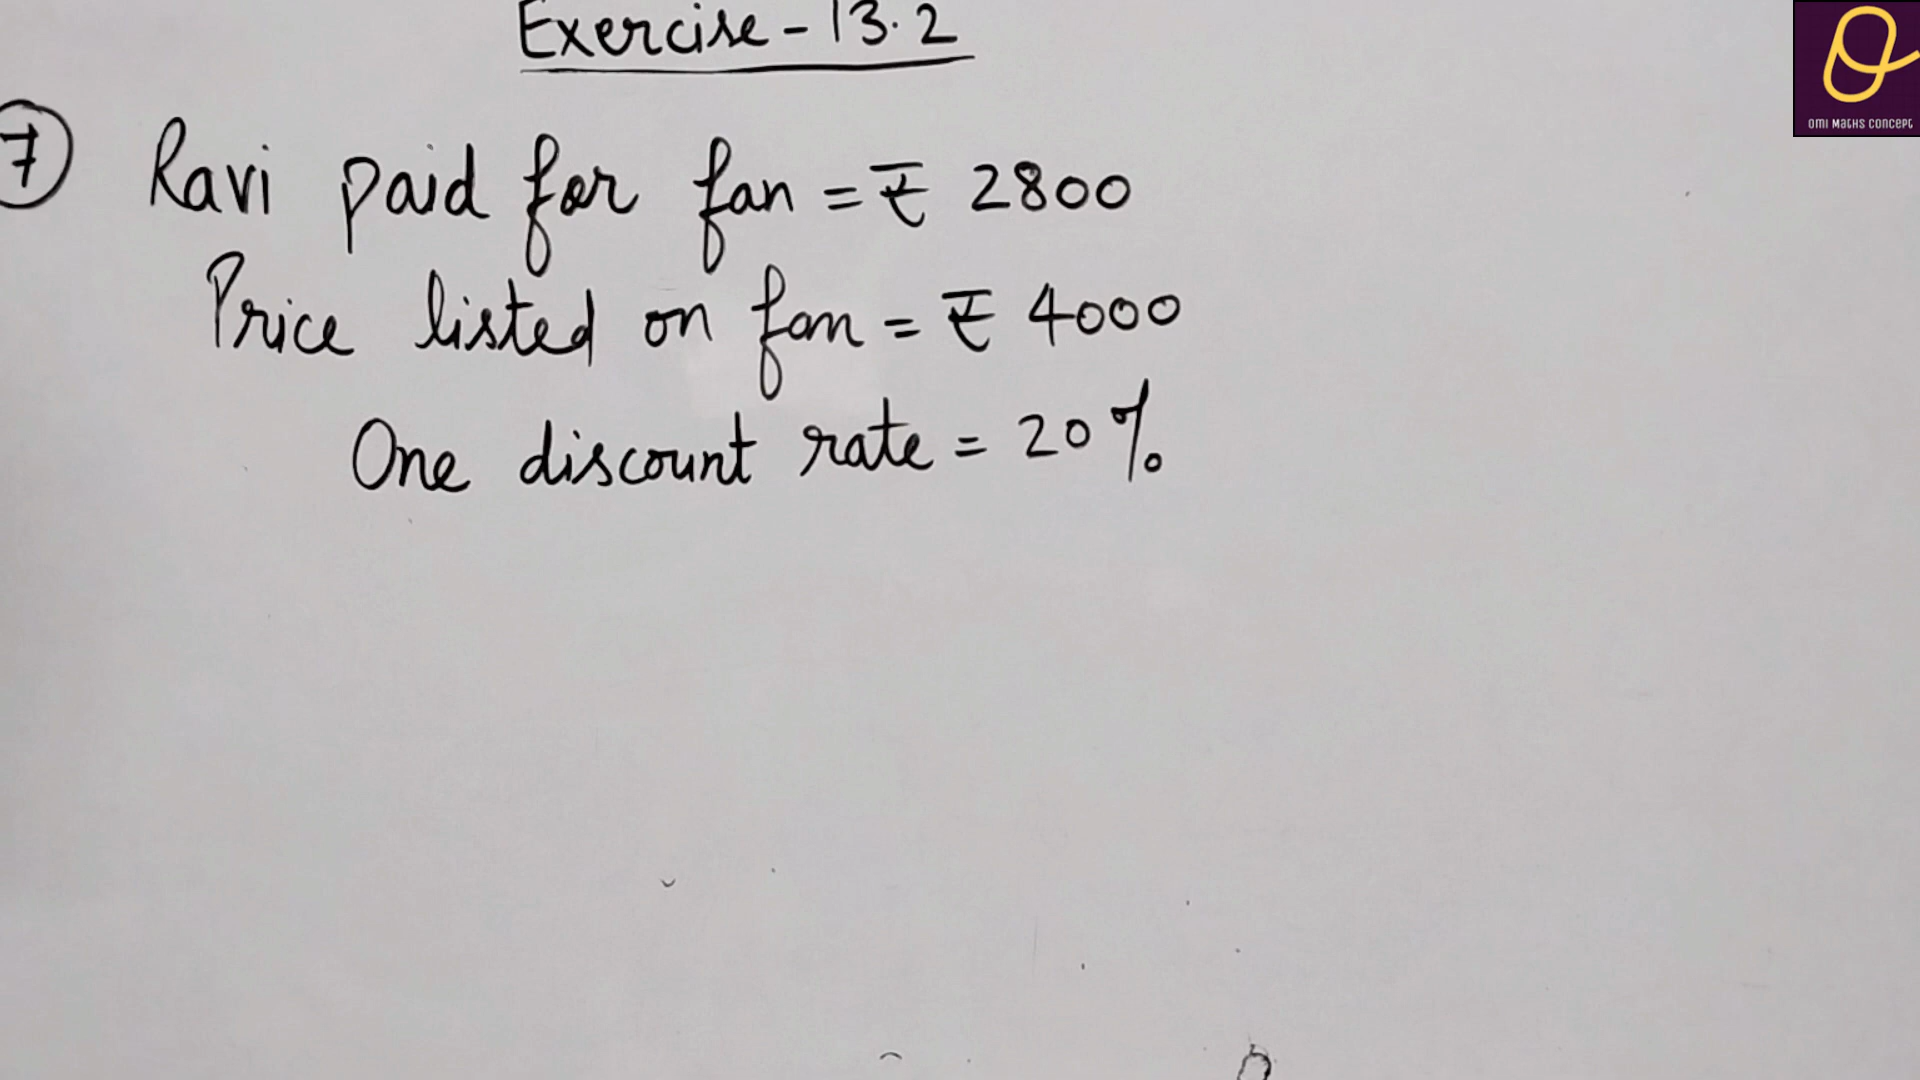 Exercise - 13.2
7 Ravi paid for fan = ₹ 2800
Price listed on fan = ₹ 4000
One discount rate = 20%
OMI MATHS CONCEPT